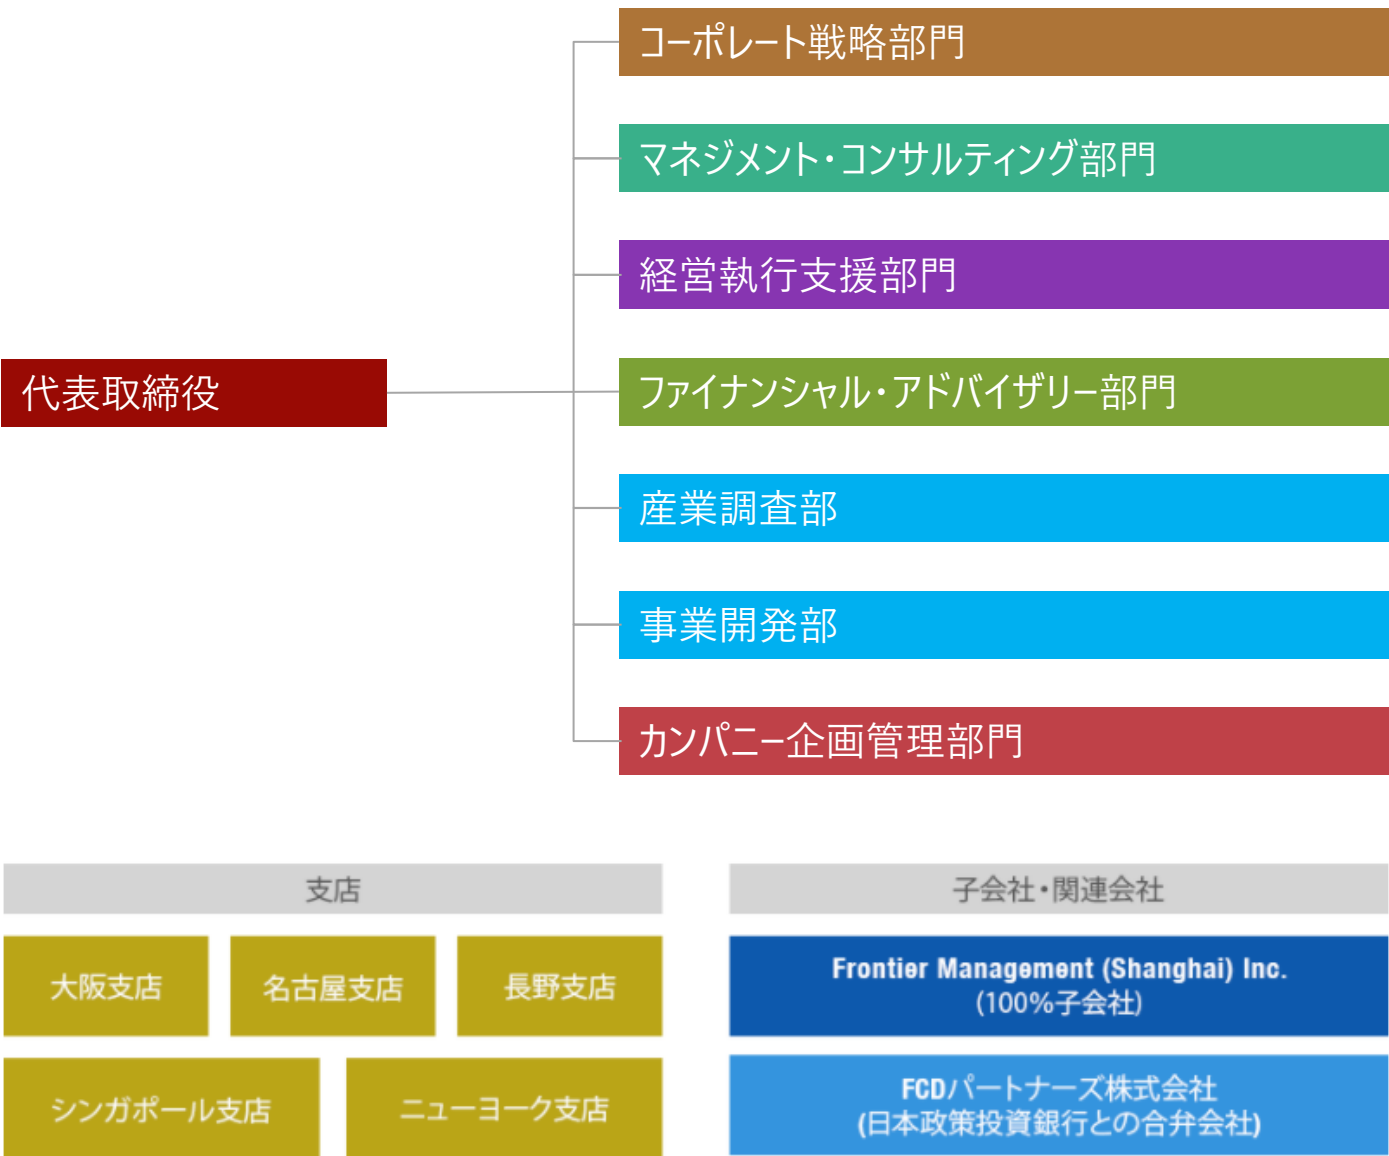 コーポレート戦略部門
マネジメント・コンサルティング部門
経営執行支援部門
代表取締役
ファイナンシャル・アドバイザリー部門
産業調査部
事業開発部
カンパニー企画管理部門
支店
大阪支店
名古屋支店
長野支店
シンガポール支店
ニューヨーク支店
子会社・関連会社
Frontier Management (Shanghai) Inc.
(100%子会社)
FCDパートナーズ株式会社
(日本政策投資銀行との合弁会社)